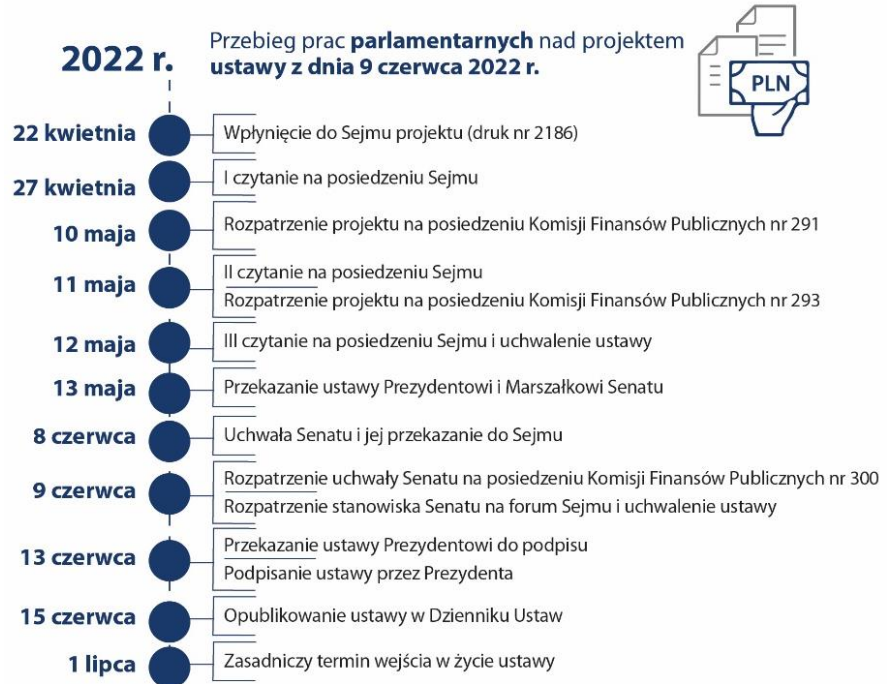 2022 r.
Przebieg prac parlamentarnych nad projektem
ustawy z dnia 9 czerwca 2022 r.
PLN
22 kwietnia
Wpłynięcie do Sejmu projektu (druk nr 2186)
27 kwietnia
I czytanie na posiedzeniu Sejmu
10 maja
Rozpatrzenie projektu na posiedzeniu Komisji Finansów Publicznych nr 291
11 maja
II czytanie na posiedzeniu Sejmu
Rozpatrzenie projektu na posiedzeniu Komisji Finansów Publicznych nr 293
12 maja
III czytanie na posiedzeniu Sejmu i uchwalenie ustawy
13 maja
Przekazanie ustawy Prezydentowi i Marszałkowi Senatu
8 czerwca
Uchwała Senatu i jej przekazanie do Sejmu
9 czerwca
Rozpatrzenie uchwały Senatu na posiedzeniu Komisji Finansów Publicznych nr 300
Rozpatrzenie stanowiska Senatu na forum Sejmu i uchwalenie ustawy
13 czerwca
Przekazanie ustawy Prezydentowi do podpisu
Podpisanie ustawy przez Prezydenta
15 czerwca
Opublikowanie ustawy w Dzienniku Ustaw
1 lipca
Zasadniczy termin wejścia w życie ustawy